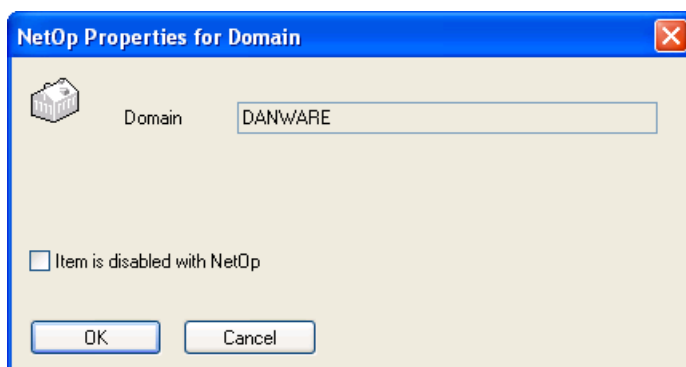 NetOp Properties for Domain
Domain DANWARE
Item is disabled with NetOp
OK Cancel